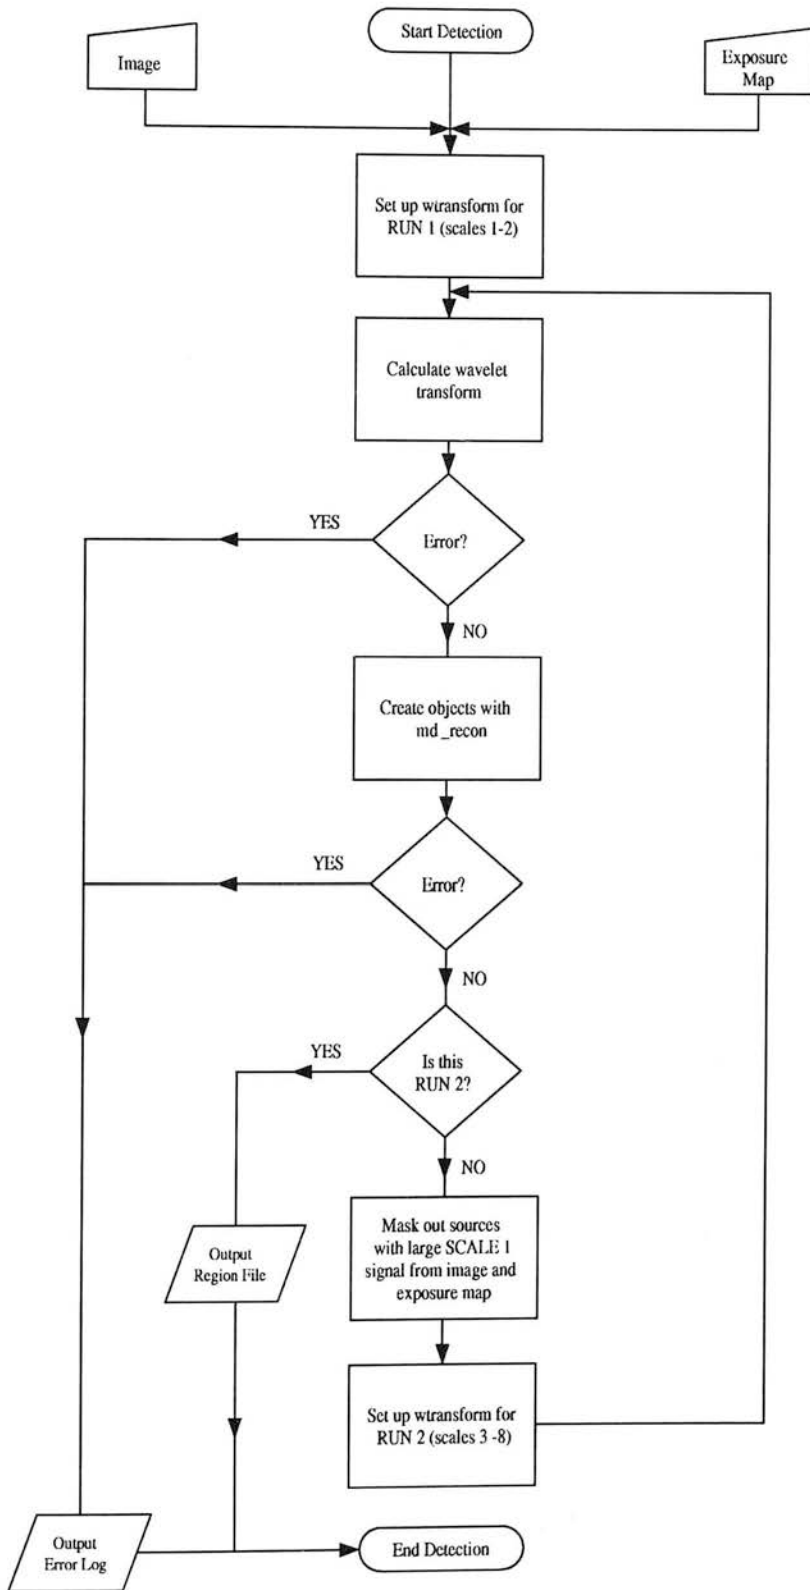 Start Detection
Image
Exposure
Map
Set up wtransform for
RUN 1 (scales 1-2)
Calculate wavelet
transform
YES
Error?
NO
Create objects with
md_recon
YES
Error?
NO
YES
Is this
RUN 2?
NO
Output
Region File
Mask out sources
with large SCALE 1
signal from image and
exposure map
Set up wtransform for
RUN 2 (scales 3 -8)
Output
Error Log
End Detection